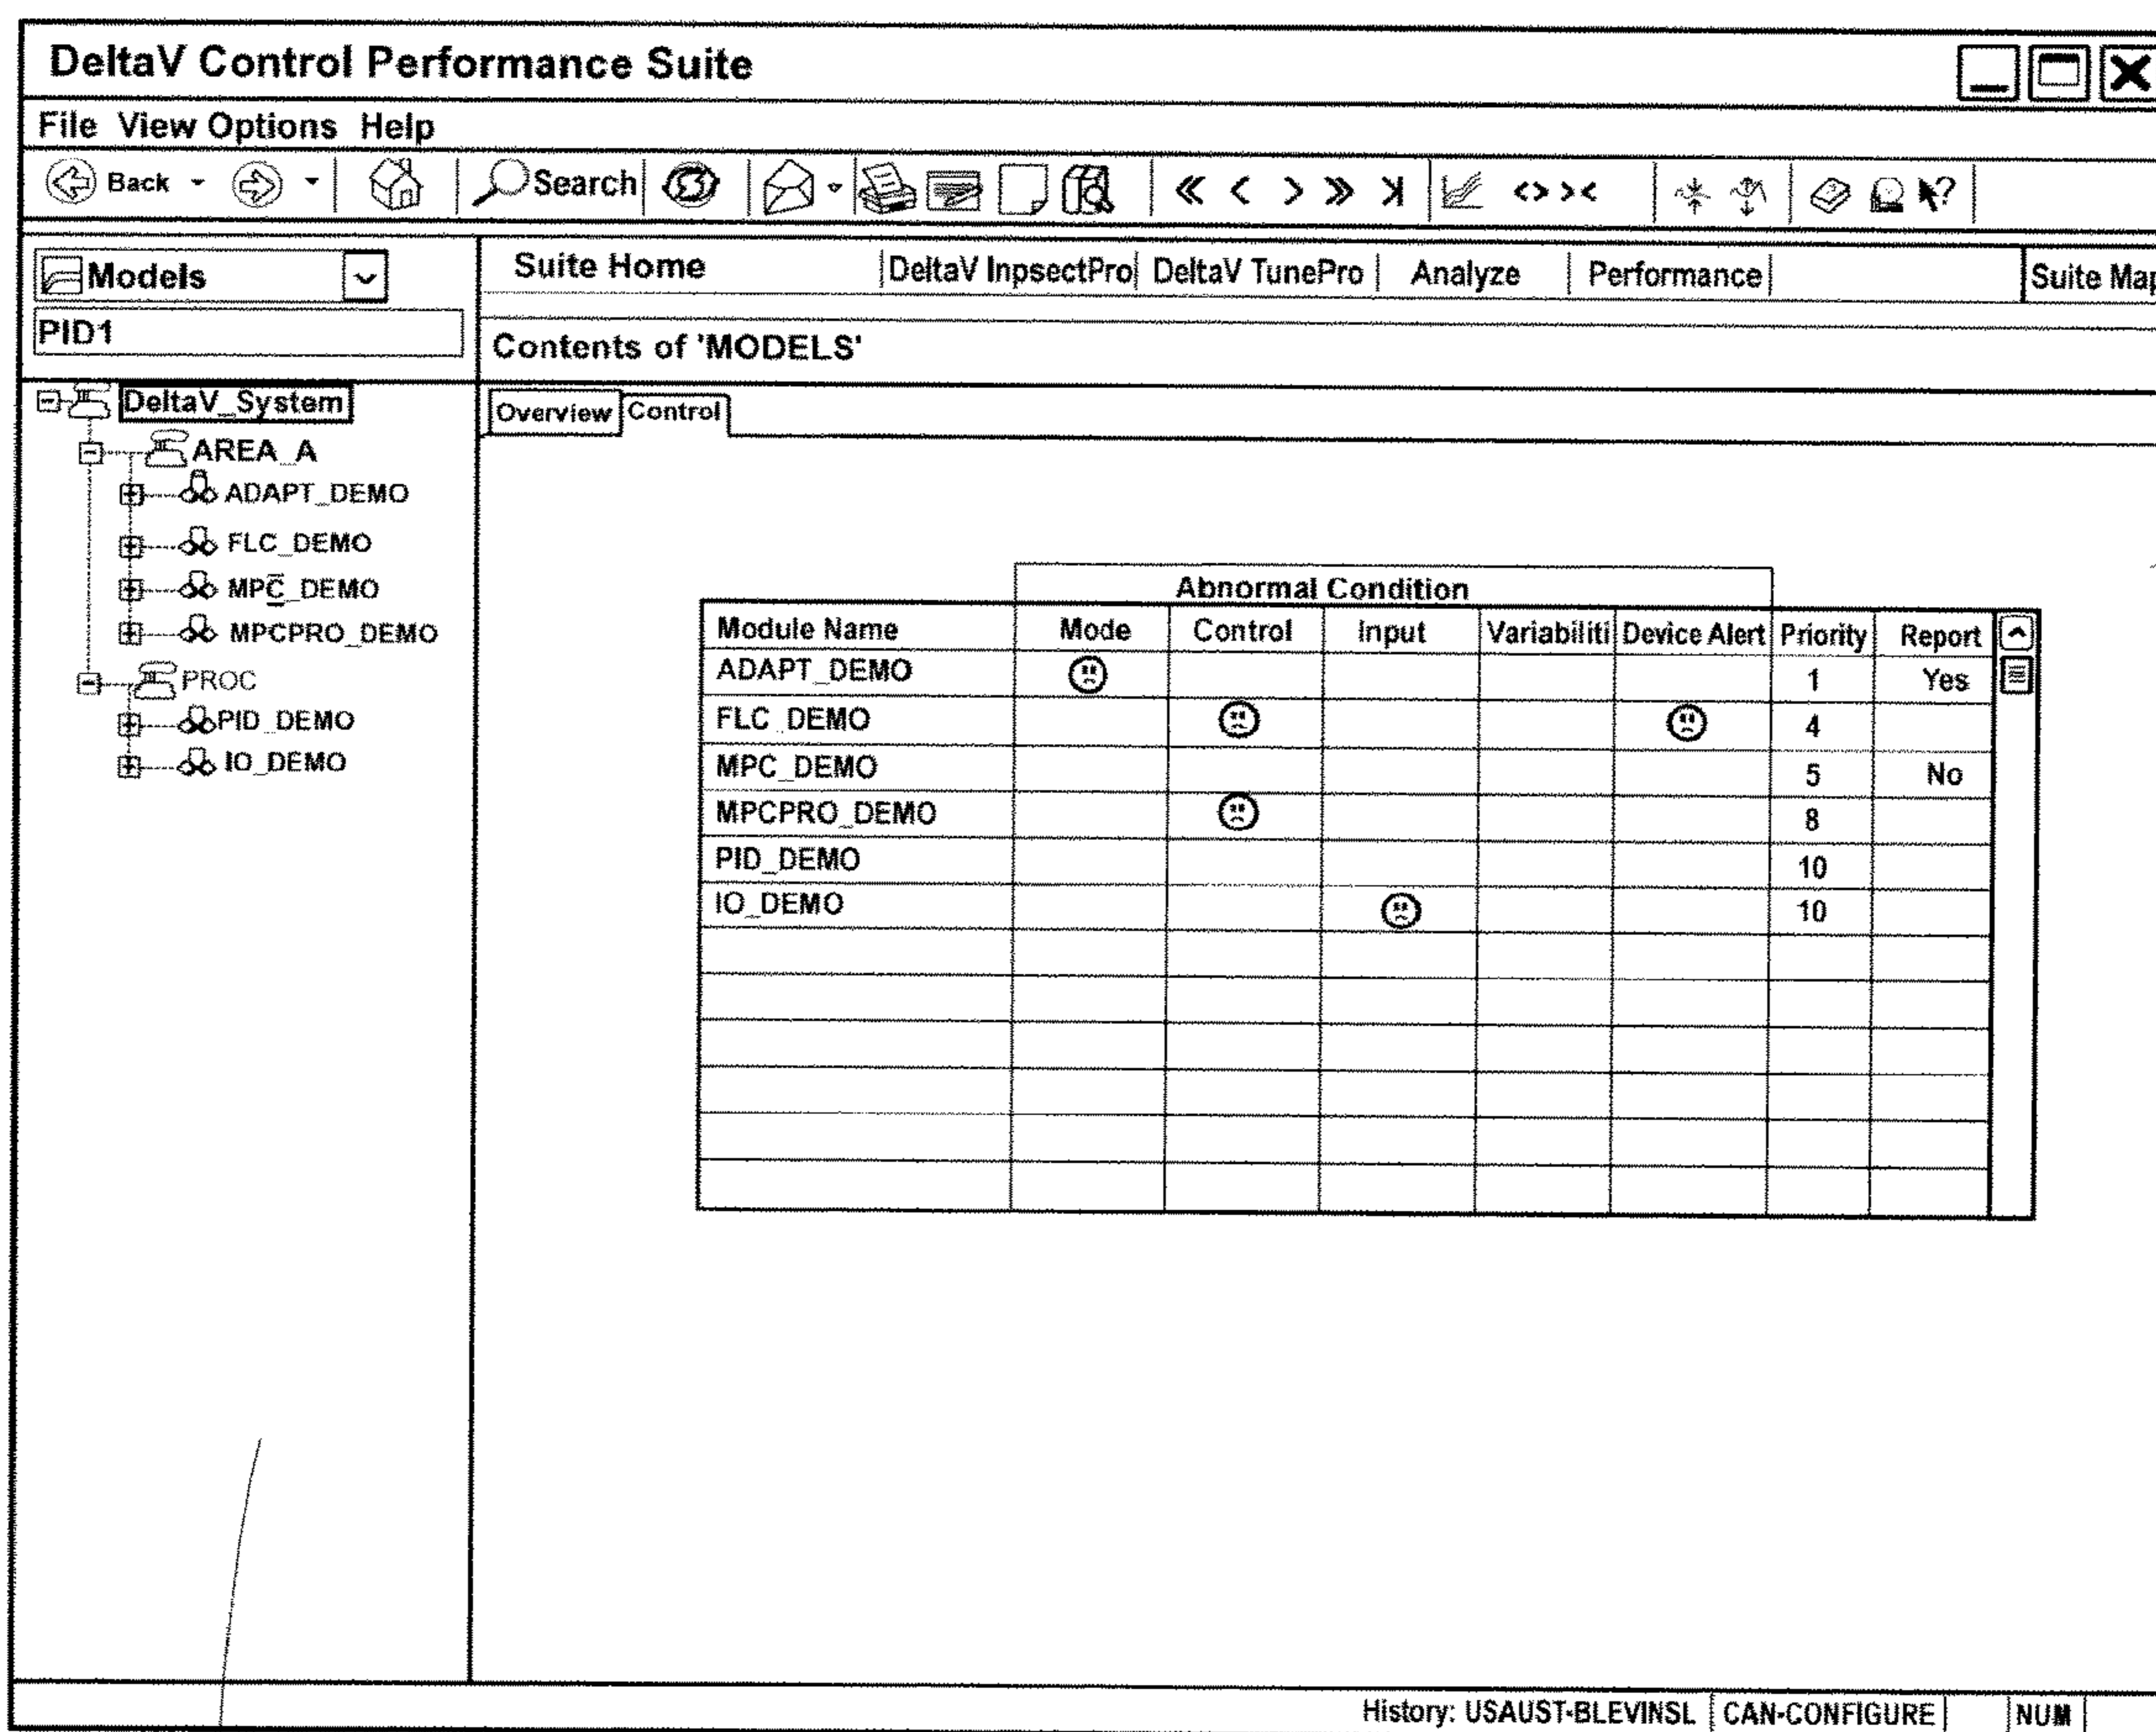 DeltaV Control Performance Suite
File View Options Help
Back Search
Models
Suite Home DeltaV InpsectPro DeltaV TunePro Analyze Performance Suite Map
PID1
Contents of 'MODELS'
DeltaV_System
Overview Control
AREA_A
ADAPT_DEMO
FLC_DEMO
MPC_DEMO
MPCPRO_DEMO
PROC
PID_DEMO
IO_DEMO
Abnormal Condition
Module Name Mode Control Input Variabiliti Device Alert Priority Report
ADAPT_DEMO 1 Yes
FLC_DEMO 4
MPC_DEMO 5 No
MPCPRO_DEMO 8
PID_DEMO 10
IO_DEMO 10
History: USAUST-BLEVINSL CAN-CONFIGURE NUM